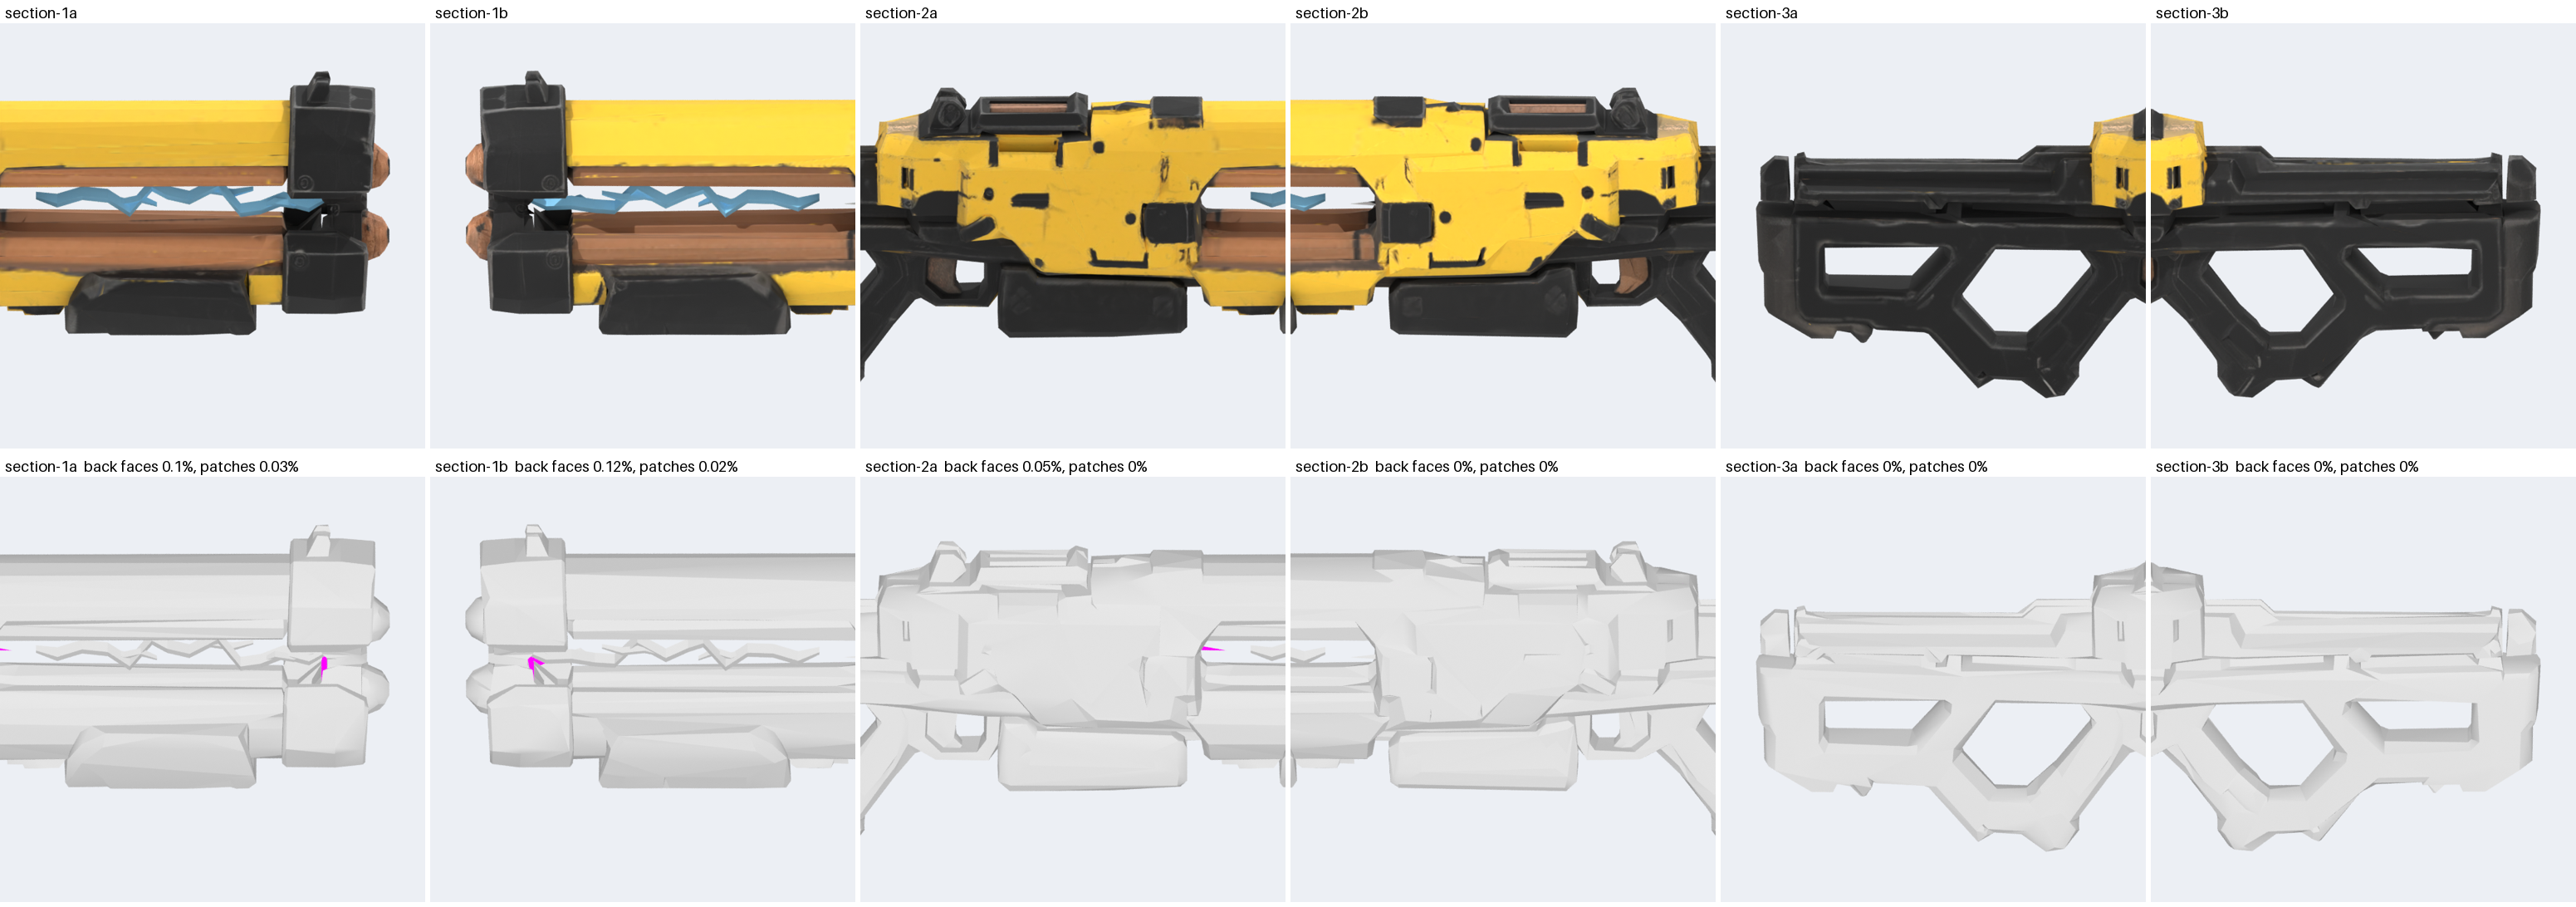 section-1a
section-1b
section-2a
section-2b
section-3a
section-3b
section-1a back faces 0.1%, patches 0.03%
section-1b back faces 0.12%, patches 0.02%
section-2a back faces 0.05%, patches 0%
section-2b back faces 0%, patches 0%
section-3a back faces 0%, patches 0%
section-3b back faces 0%, patches 0%